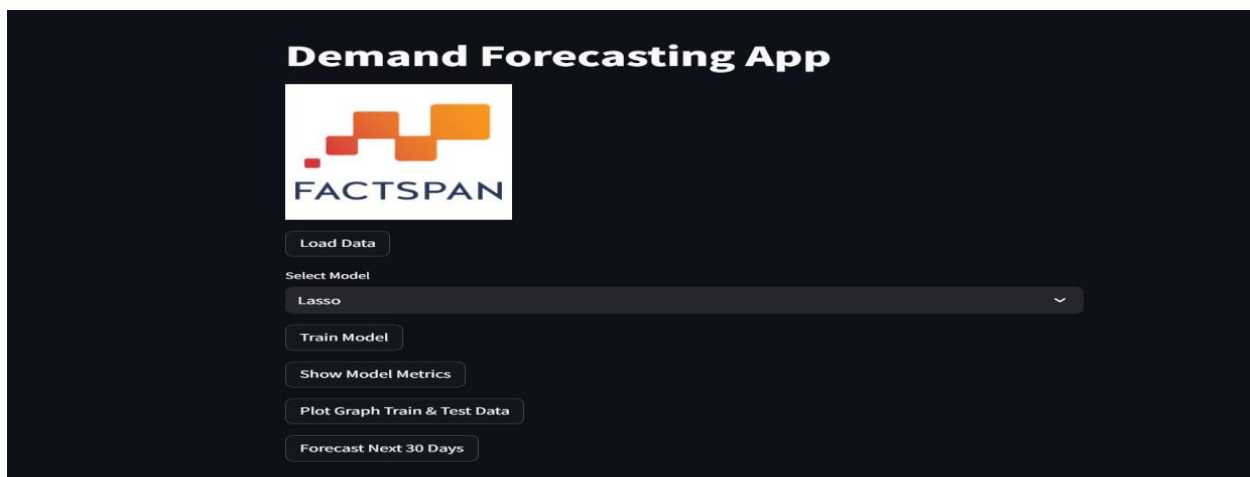 Demand Forecasting App
FACTSPAN
Load Data
Select Model
Lasso
Train Model
Show Model Metrics
Plot Graph Train & Test Data
Forecast Next 30 Days